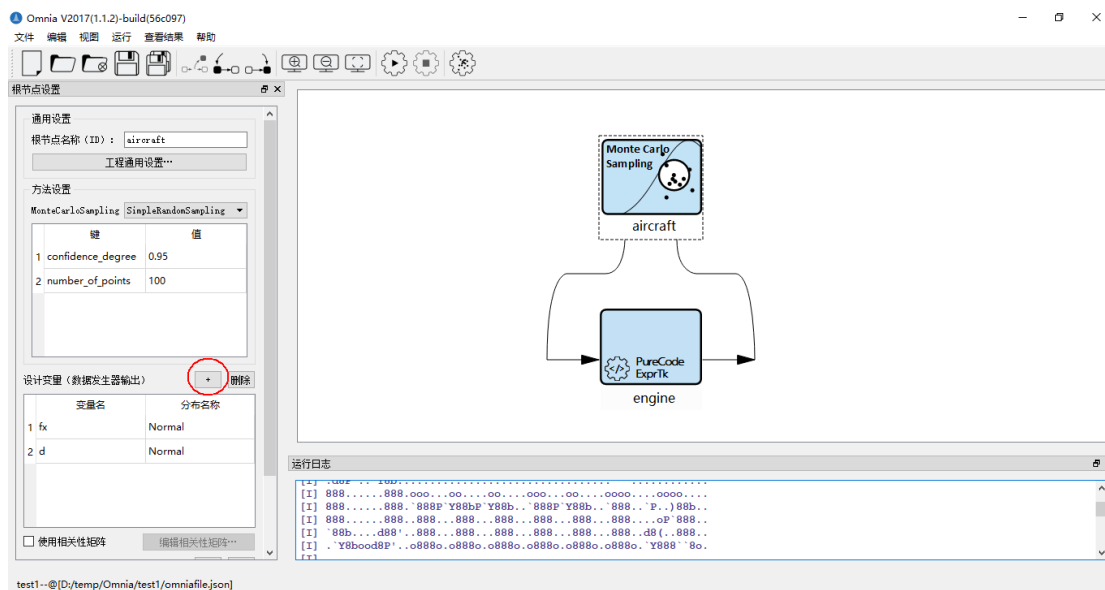 Omnia V2017(1.1.2)-build(56c097)
文件 编辑 视图 运行 查看结果 帮助
根节点设置
通用设置
根节点名称（ID）： aircraft
工程通用设置…
方法设置
MonteCarloSampling SimpleRandomSampling
键 值
1 confidence_degree 0.95
2 number_of_points 100
设计变量（数据发生器输出） + 删除
变量名 分布名称
1 fx Normal
2 d Normal
使用相关性矩阵 编辑相关性矩阵…
Monte Carlo
Sampling
aircraft
PureCode
ExprTk
engine
运行日志
[I] 888......888.ooo...oo....oo....ooo...oo....oooo....oooo....
[I] 888......888.`888P`Y88bP`Y88b..`888P`Y88b..`888..`P..)88b..
[I] 888......888...888...888...888...888...888...888....oP`888..
[I] `88b....d88'..888...888...888...888...888...888..d8(..888..
[I] .`Y8bood8P'..o888o.o888o.o888o.o888o.o888o.o888o.`Y888``8o.
[I]
test1--@[D:/temp/Omnia/test1/omniafile.json]